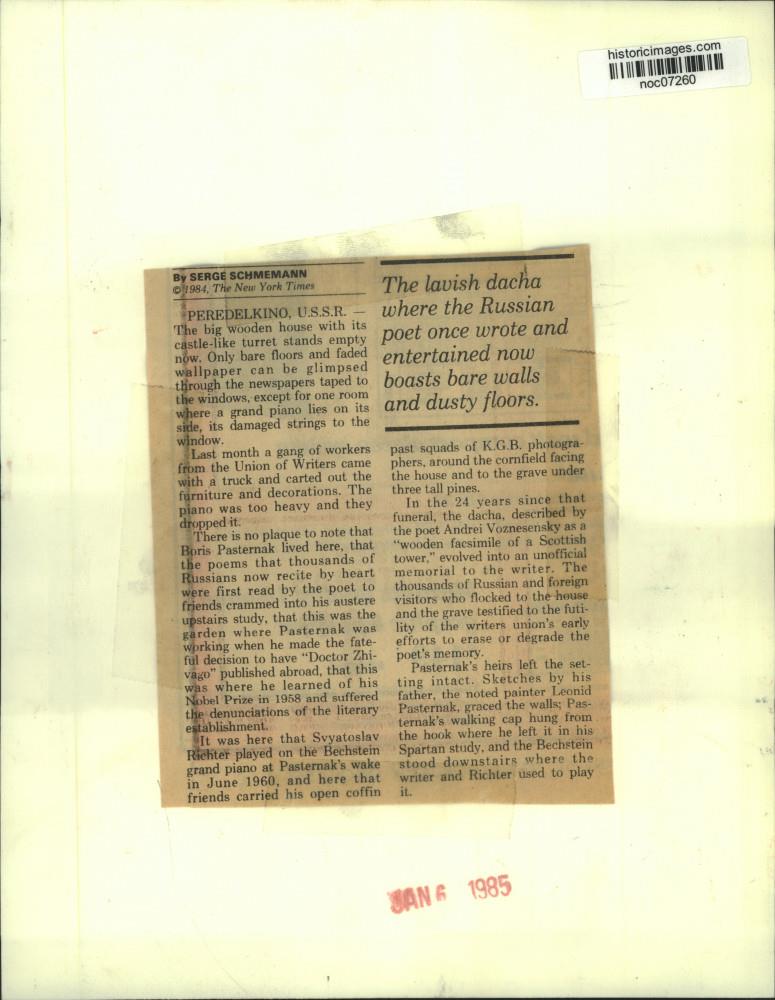 historicimages.com
noc07260
By SERGE SCHMEMANN
© 1984, The New York Times
PEREDELKINO, U.S.S.R. —
The big wooden house with its
castle-like turret stands empty
now. Only bare floors and faded
wallpaper can be glimpsed
through the newspapers taped to
the windows, except for one room
where a grand piano lies on its
side, its damaged strings to the
window.
Last month a gang of workers
from the Union of Writers came
with a truck and carted out the
furniture and decorations. The
piano was too heavy and they
dropped it.
There is no plaque to note that
Boris Pasternak lived here, that
the poems that thousands of
Russians now recite by heart
were first read by the poet to
friends crammed into his austere
upstairs study, that this was the
garden where Pasternak was
working when he made the fate-
ful decision to have “Doctor Zhi-
vago” published abroad, that this
was where he learned of his
Nobel Prize in 1958 and suffered
the denunciations of the literary
establishment.
It was here that Svyatoslav
Richter played on the Bechstein
grand piano at Pasternak's wake
in June 1960, and here that
friends carried his open coffin
The lavish dacha
where the Russian
poet once wrote and
entertained now
boasts bare walls
and dusty floors.
past squads of K.G.B. photogra-
phers, around the cornfield facing
the house and to the grave under
three tall pines.
In the 24 years since that
funeral, the dacha, described by
the poet Andrei Voznesensky as a
“wooden facsimile of a Scottish
tower,” evolved into an unofficial
memorial to the writer. The
thousands of Russian and foreign
visitors who flocked to the house
and the grave testified to the futi-
lity of the writers union's early
efforts to erase or degrade the
poet's memory.
Pasternak's heirs left the set-
ting intact. Sketches by his
father, the noted painter Leonid
Pasternak, graced the walls; Pas-
ternak's walking cap hung from
the hook where he left it in his
Spartan study, and the Bechstein
stood downstairs where the
writer and Richter used to play
it.
JAN 6 1985